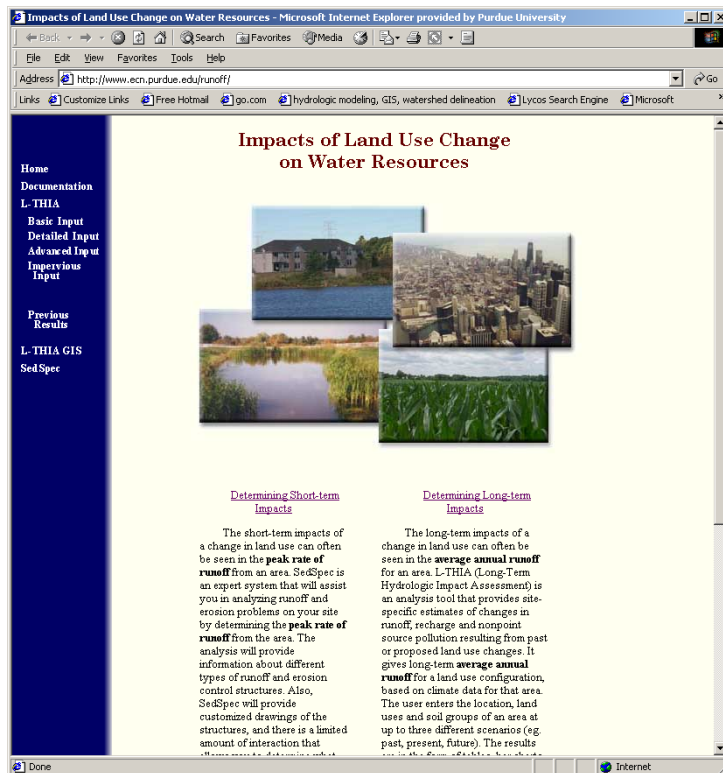 Impacts of Land Use Change on Water Resources - Microsoft Internet Explorer provided by Purdue University
Back
Search
Favorites
Media
File Edit View Favorites Tools Help
Address http://www.ecn.purdue.edu/runoff/ Go
Links Customize Links Free Hotmail go.com hydrologic modeling, GIS, watershed delineation Lycos Search Engine Microsoft
Home
Documentation
L-THIA
Basic Input
Detailed Input
Advanced Input
Impervious
Input
Previous
Results
L-THIA GIS
SedSpec
Impacts of Land Use Change
on Water Resources
Determining Short-term
Impacts
The short-term impacts of
a change in land use can often
be seen in the peak rate of
runoff from an area. SedSpec is
an expert system that will assist
you in analyzing runoff and
erosion problems on your site
by determining the peak rate of
runoff from the area. The
analysis will provide
information about different
types of runoff and erosion
control structures. Also,
SedSpec will provide
customized drawings of the
structures, and there is a limited
amount of interaction that
allows you to determine what
Determining Long-term
Impacts
The long-term impacts of a
change in land use can often be
seen in the average annual runoff
for an area. L-THIA (Long-Term
Hydrologic Impact Assessment) is
an analysis tool that provides site-
specific estimates of changes in
runoff, recharge and nonpoint
source pollution resulting from past
or proposed land use changes. It
gives long-term average annual
runoff for a land use configuration,
based on climate data for that area.
The user enters the location, land
uses and soil groups of an area at
up to three different scenarios (eg.
past, present, future). The results
are in the form of tables, bar charts
Done
Internet